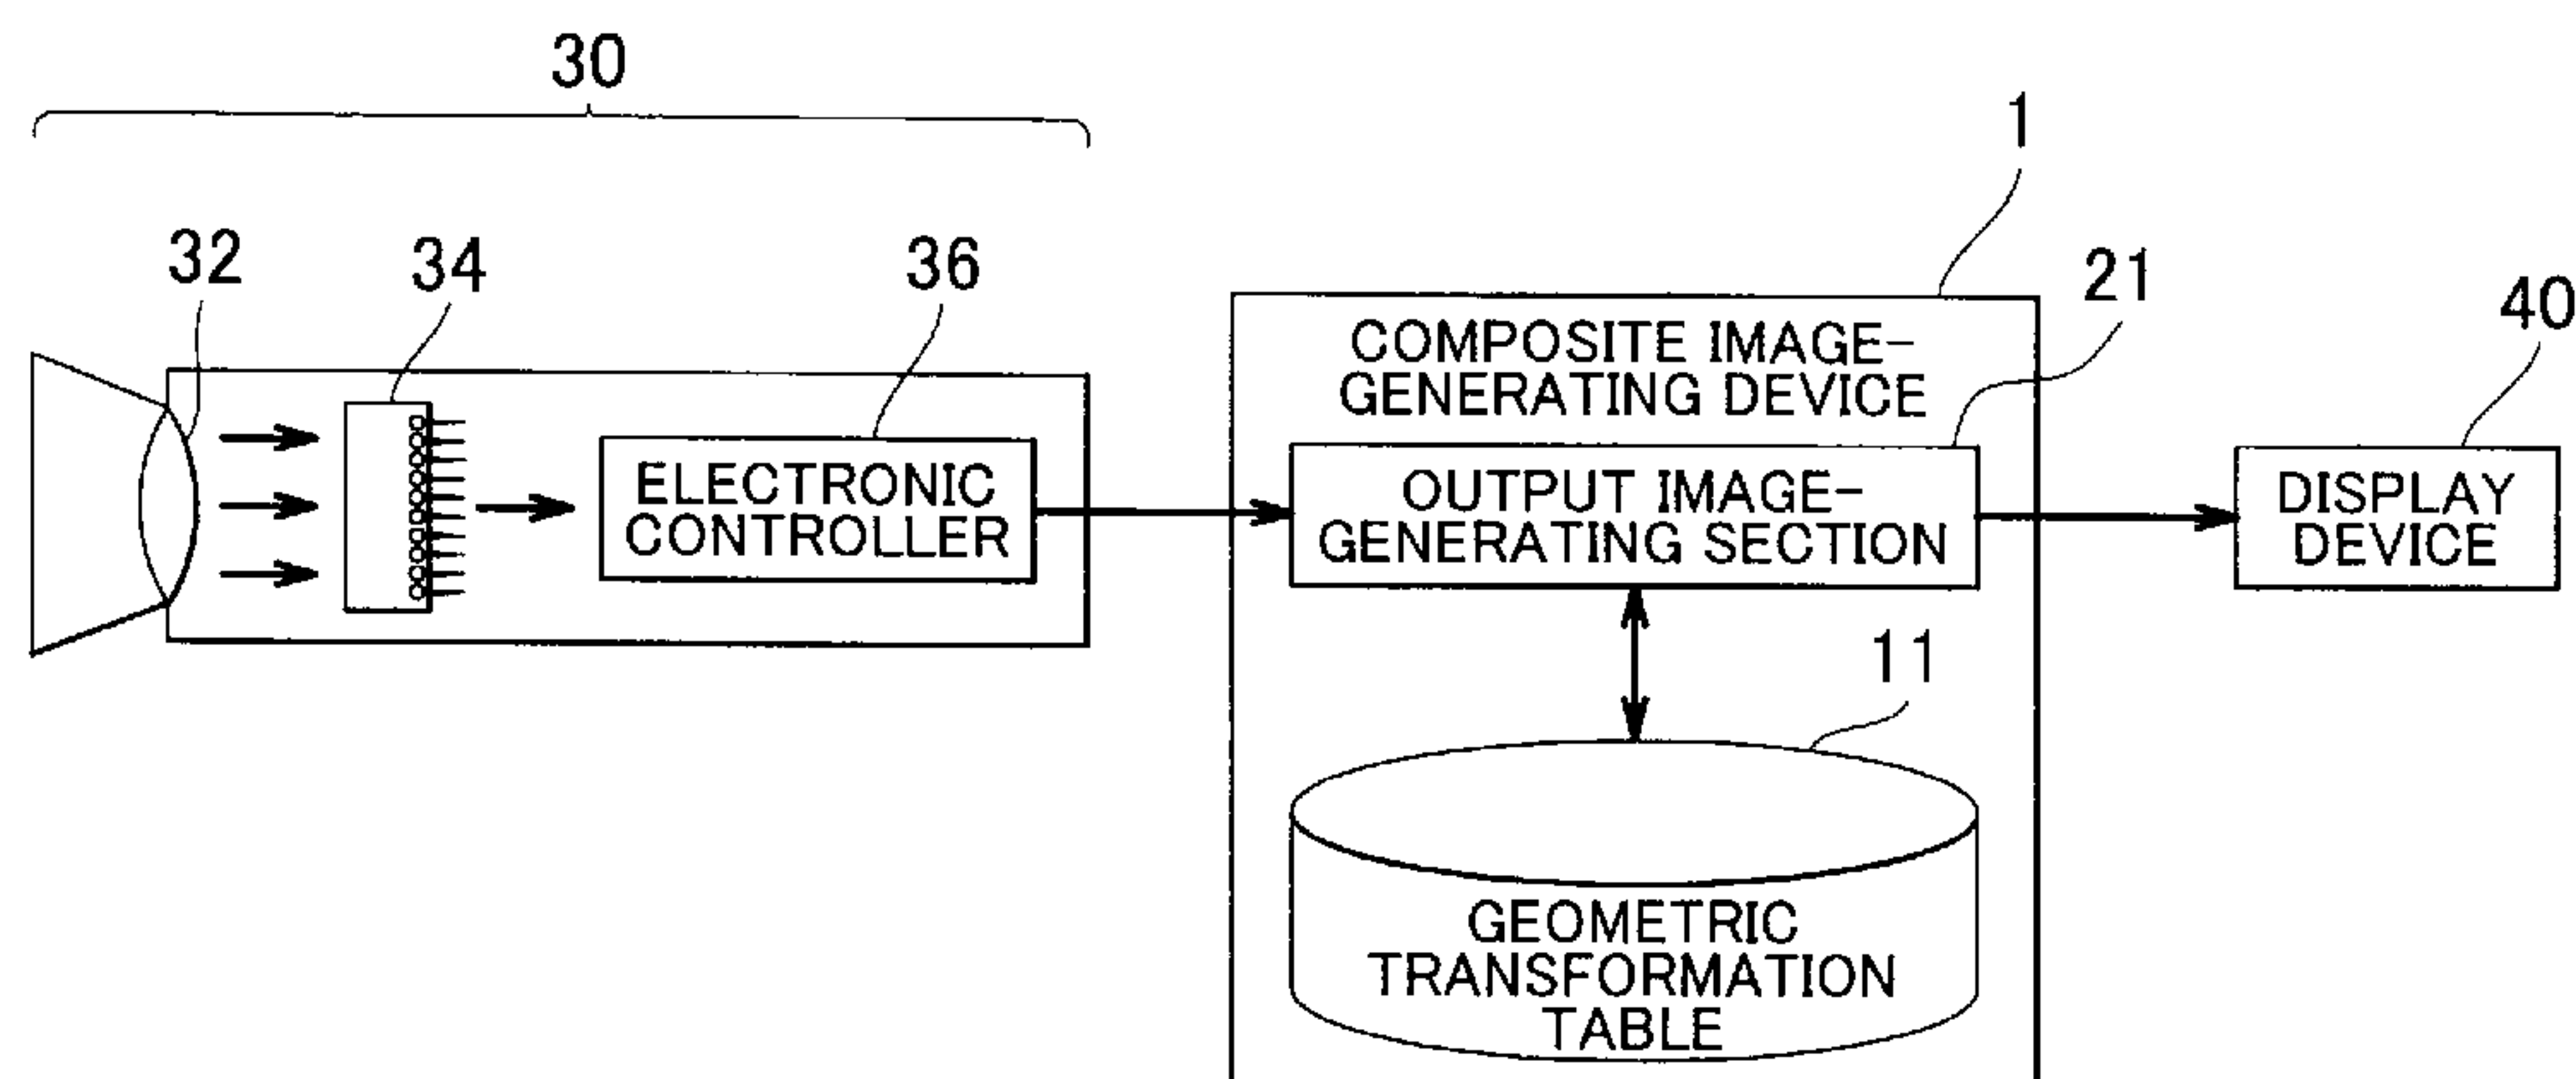 30
1
32
34
36
21
40
COMPOSITE IMAGE-
GENERATING DEVICE
ELECTRONIC
CONTROLLER
OUTPUT IMAGE-
GENERATING SECTION
DISPLAY
DEVICE
11
GEOMETRIC
TRANSFORMATION
TABLE